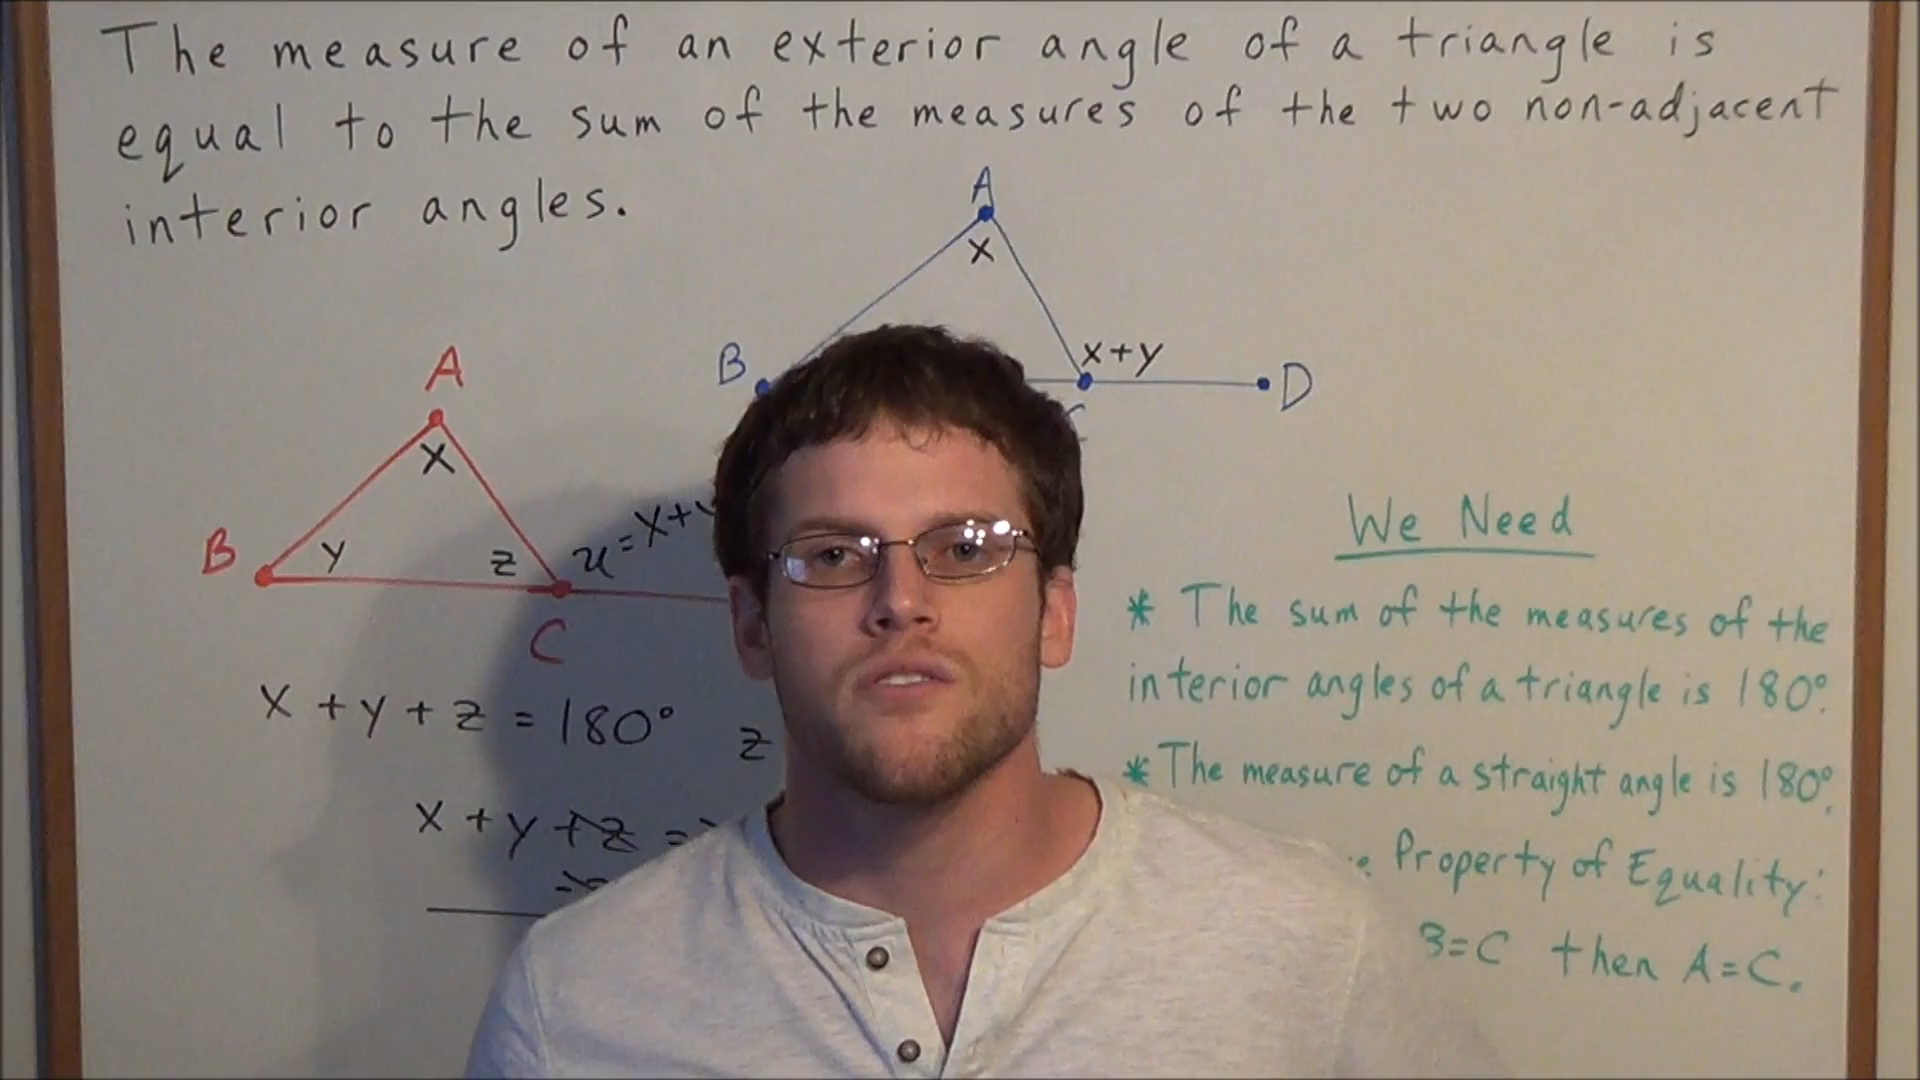 The measure of an exterior angle of a triangle is
equal to the sum of the measures of the two non-adjacent
interior angles.
A
x
B
x+y
D
A
x
B
y
z
u=x+y
C
x+y+z=180°
z
x+y+z=
-z
We Need
* The sum of the measures of the
interior angles of a triangle is 180°.
* The measure of a straight angle is 180°.
Property of Equality:
B=C then A=C.